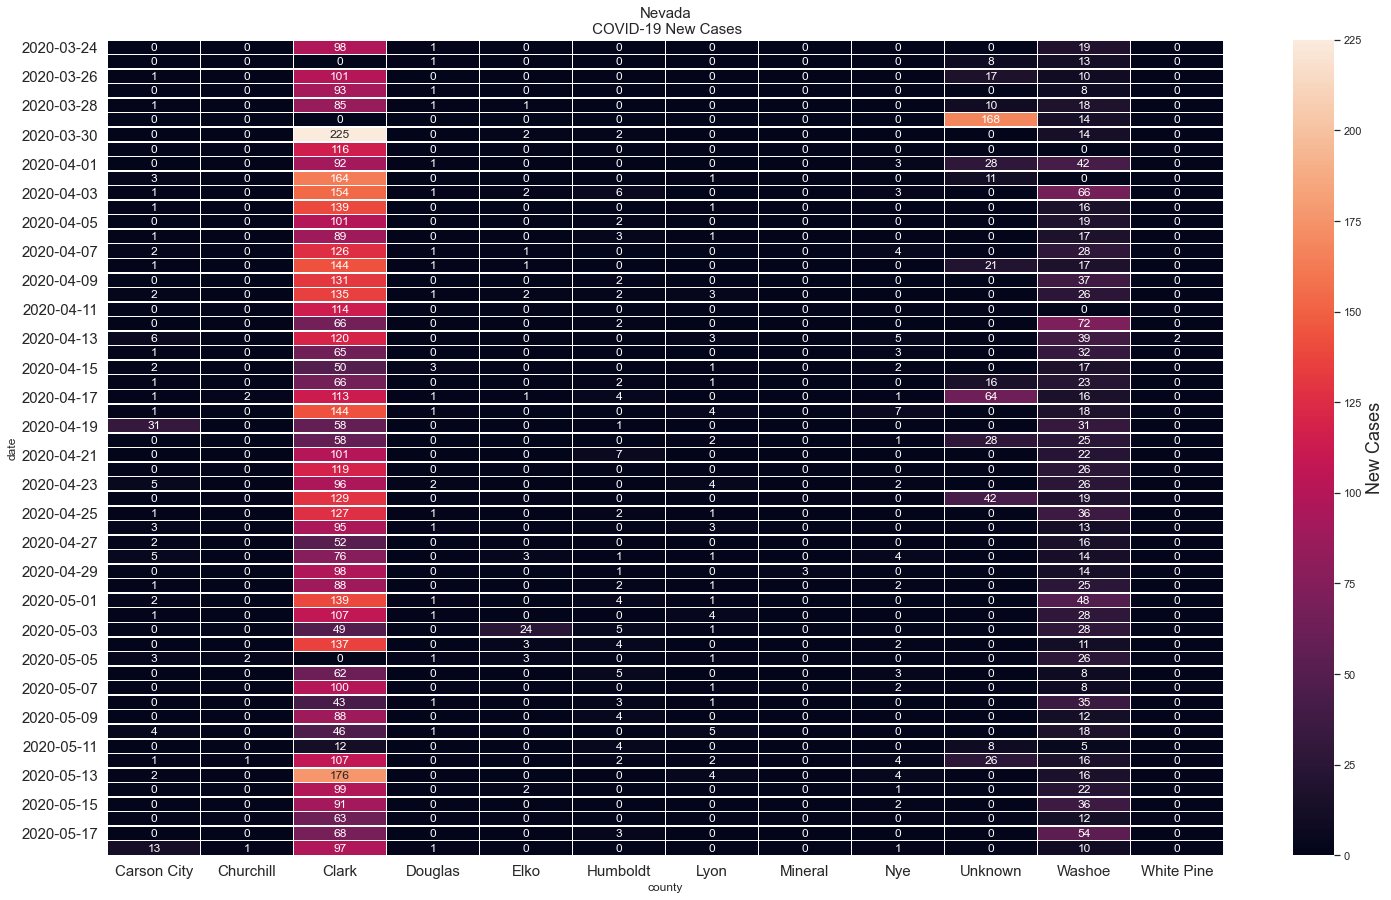 Nevada
COVID-19 New Cases
2020-03-24 0 0 98 1 0 0 0 0 0 0 19 0
0 0 0 1 0 0 0 0 0 8 13 0
2020-03-26 1 0 101 0 0 0 0 0 0 17 10 0
0 0 93 1 0 0 0 0 0 0 8 0
2020-03-28 1 0 85 1 1 0 0 0 0 10 18 0
0 0 0 0 0 0 0 0 0 168 14 0
2020-03-30 0 0 225 0 2 2 0 0 0 0 14 0
0 0 116 0 0 0 0 0 0 0 0 0
2020-04-01 0 0 92 1 0 0 0 0 3 28 42 0
3 0 164 0 0 0 1 0 0 11 0 0
2020-04-03 0 0 154 1 2 6 0 0 3 0 66 0
1 0 139 0 0 0 1 0 0 0 16 0
2020-04-05 0 0 101 0 0 2 0 0 0 0 19 0
1 0 89 0 0 3 1 0 0 0 17 0
2020-04-07 2 0 126 1 1 0 0 0 4 0 28 0
1 0 144 1 1 0 0 0 0 21 17 0
2020-04-09 0 0 131 0 0 2 0 0 0 0 37 0
2 0 135 1 2 2 3 0 0 0 26 0
2020-04-11 0 0 114 0 0 0 0 0 0 0 0 0
0 0 66 0 0 2 0 0 0 0 72 0
2020-04-13 6 0 120 0 0 0 3 0 5 0 39 2
1 0 65 0 0 0 0 0 3 0 32 0
2020-04-15 2 0 50 3 0 0 1 0 2 0 17 0
1 0 66 0 0 2 1 0 0 16 23 0
2020-04-17 1 2 113 1 1 4 0 0 1 64 16 0
1 0 144 1 0 0 4 0 7 0 18 0
2020-04-19 31 0 58 0 0 1 0 0 0 0 31 0
0 0 58 0 0 0 2 0 1 28 25 0
2020-04-21 0 0 101 0 0 7 0 0 0 0 22 0
0 0 119 0 0 0 0 0 0 0 26 0
2020-04-23 5 0 96 2 0 0 4 0 2 0 26 0
0 0 129 0 0 0 0 0 0 42 19 0
2020-04-25 1 0 127 1 0 2 1 0 0 0 36 0
3 0 95 1 0 0 3 0 0 0 13 0
2020-04-27 2 0 52 0 0 0 0 0 0 0 16 0
5 0 76 0 3 1 1 0 4 0 14 0
2020-04-29 0 0 98 0 0 1 0 3 0 0 14 0
1 0 88 0 0 2 1 0 2 0 25 0
2020-05-01 2 0 139 1 0 4 1 0 0 0 48 0
1 0 107 1 0 0 4 0 0 0 28 0
2020-05-03 0 0 49 0 24 5 1 0 0 0 28 0
0 0 137 0 3 4 0 0 2 0 11 0
2020-05-05 3 2 0 1 3 0 1 0 0 0 26 0
0 0 62 0 0 5 0 0 3 0 8 0
2020-05-07 0 0 100 0 0 0 1 0 2 0 8 0
0 0 43 1 0 3 1 0 0 0 35 0
2020-05-09 0 0 88 0 0 4 0 0 0 0 12 0
4 0 46 1 0 0 5 0 0 0 18 0
2020-05-11 0 0 12 0 0 4 0 0 0 8 5 0
1 1 107 0 0 2 2 0 4 26 16 0
2020-05-13 2 0 176 0 0 0 4 0 4 0 16 0
0 0 99 0 2 0 0 0 1 0 22 0
2020-05-15 0 0 91 0 0 0 0 0 2 0 36 0
0 0 63 0 0 0 0 0 0 0 12 0
2020-05-17 0 0 68 0 0 3 0 0 0 0 54 0
13 1 97 1 0 0 0 0 1 0 10 0
Carson City Churchill Clark Douglas Elko Humboldt Lyon Mineral Nye Unknown Washoe White Pine
county
date
225
200
175
150
125
100
75
50
25
0
New Cases